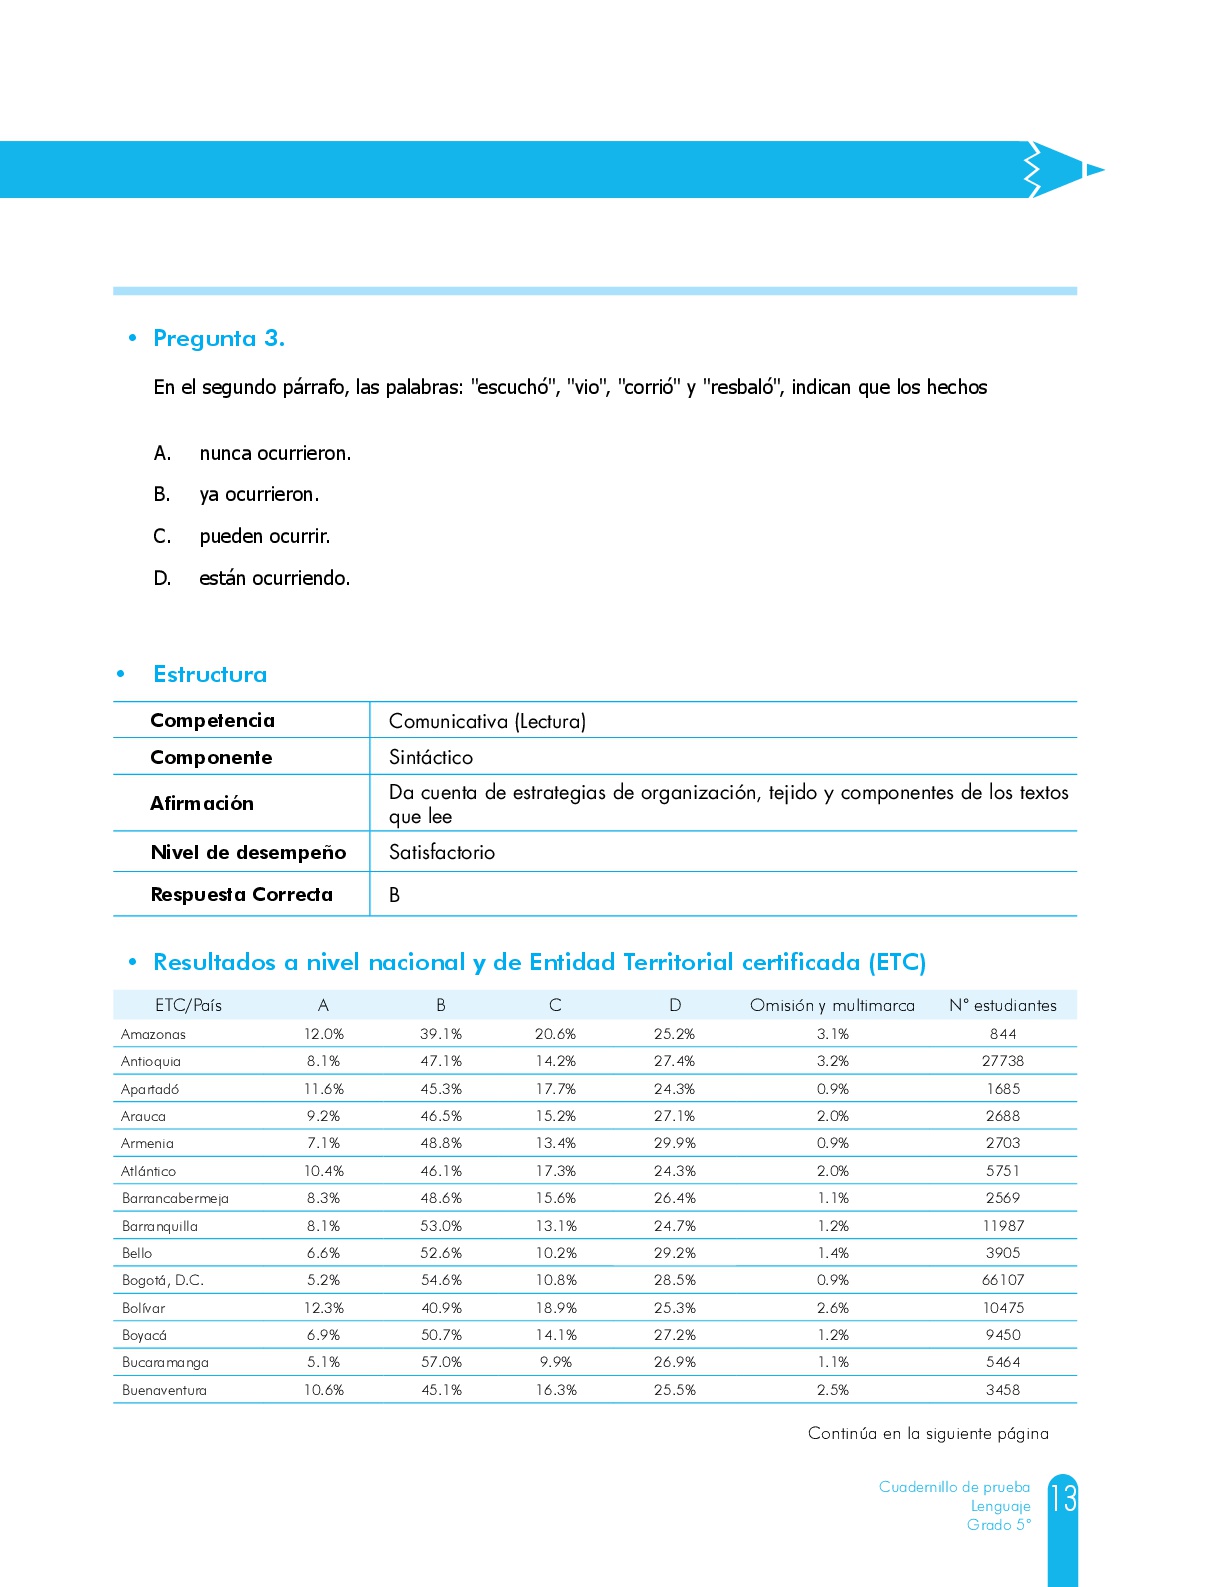 • Pregunta 3.
En el segundo párrafo, las palabras: "escuchó", "vio", "corrió" y "resbaló", indican que los hechos
A. nunca ocurrieron.
B. ya ocurrieron.
C. pueden ocurrir.
D. están ocurriendo.
• Estructura
Competencia Comunicativa (Lectura)
Componente Sintáctico
Afirmación Da cuenta de estrategias de organización, tejido y componentes de los textos
que lee
Nivel de desempeño Satisfactorio
Respuesta Correcta B
• Resultados a nivel nacional y de Entidad Territorial certificada (ETC)
ETC/País A B C D Omisión y multimarca N° estudiantes
Amazonas 12.0% 39.1% 20.6% 25.2% 3.1% 844
Antioquia 8.1% 47.1% 14.2% 27.4% 3.2% 27738
Apartadó 11.6% 45.3% 17.7% 24.3% 0.9% 1685
Arauca 9.2% 46.5% 15.2% 27.1% 2.0% 2688
Armenia 7.1% 48.8% 13.4% 29.9% 0.9% 2703
Atlántico 10.4% 46.1% 17.3% 24.3% 2.0% 5751
Barrancabermeja 8.3% 48.6% 15.6% 26.4% 1.1% 2569
Barranquilla 8.1% 53.0% 13.1% 24.7% 1.2% 11987
Bello 6.6% 52.6% 10.2% 29.2% 1.4% 3905
Bogotá, D.C. 5.2% 54.6% 10.8% 28.5% 0.9% 66107
Bolívar 12.3% 40.9% 18.9% 25.3% 2.6% 10475
Boyacá 6.9% 50.7% 14.1% 27.2% 1.2% 9450
Bucaramanga 5.1% 57.0% 9.9% 26.9% 1.1% 5464
Buenaventura 10.6% 45.1% 16.3% 25.5% 2.5% 3458
Continúa en la siguiente página
Cuadernillo de prueba
Lenguaje
Grado 5°
13